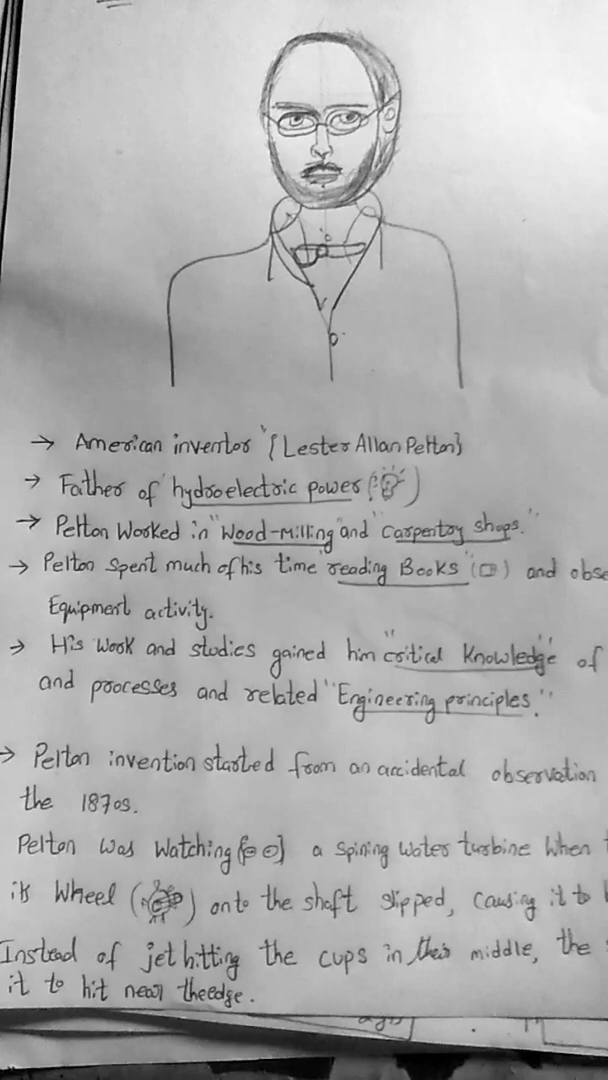 → American inventor "{Lester Allan Pelton}
→ Father of hydroelectric power ( )
→ Pelton worked in "Wood-Milling" and "Carpentry shops."
→ Pelton spent much of his time "reading Books" ( ) and obse
Equipment activity.
→ His work and studies gained him "critical knowledge" of
and processes and related "Engineering principles."
→ Pelton invention started from an accidental observation
the 1870s.
Pelton was watching { } a spining water turbine when
its wheel ( ) onto the shaft slipped, causing it to
Instead of jet hitting the cups in their middle, the
it to hit near the edge.